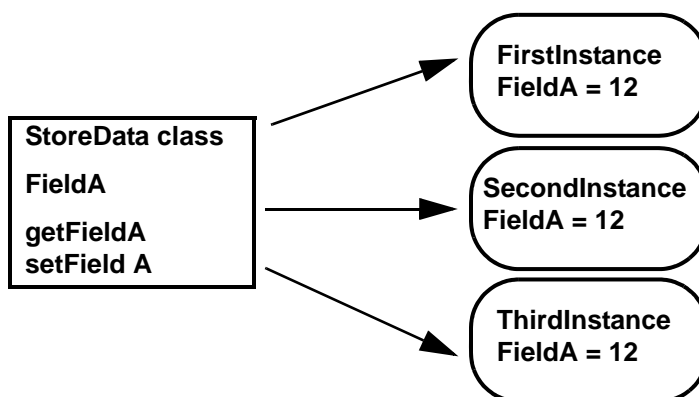 StoreData class
FieldA
getFieldA
setField A
FirstInstance
FieldA = 12
SecondInstance
FieldA = 12
ThirdInstance
FieldA = 12